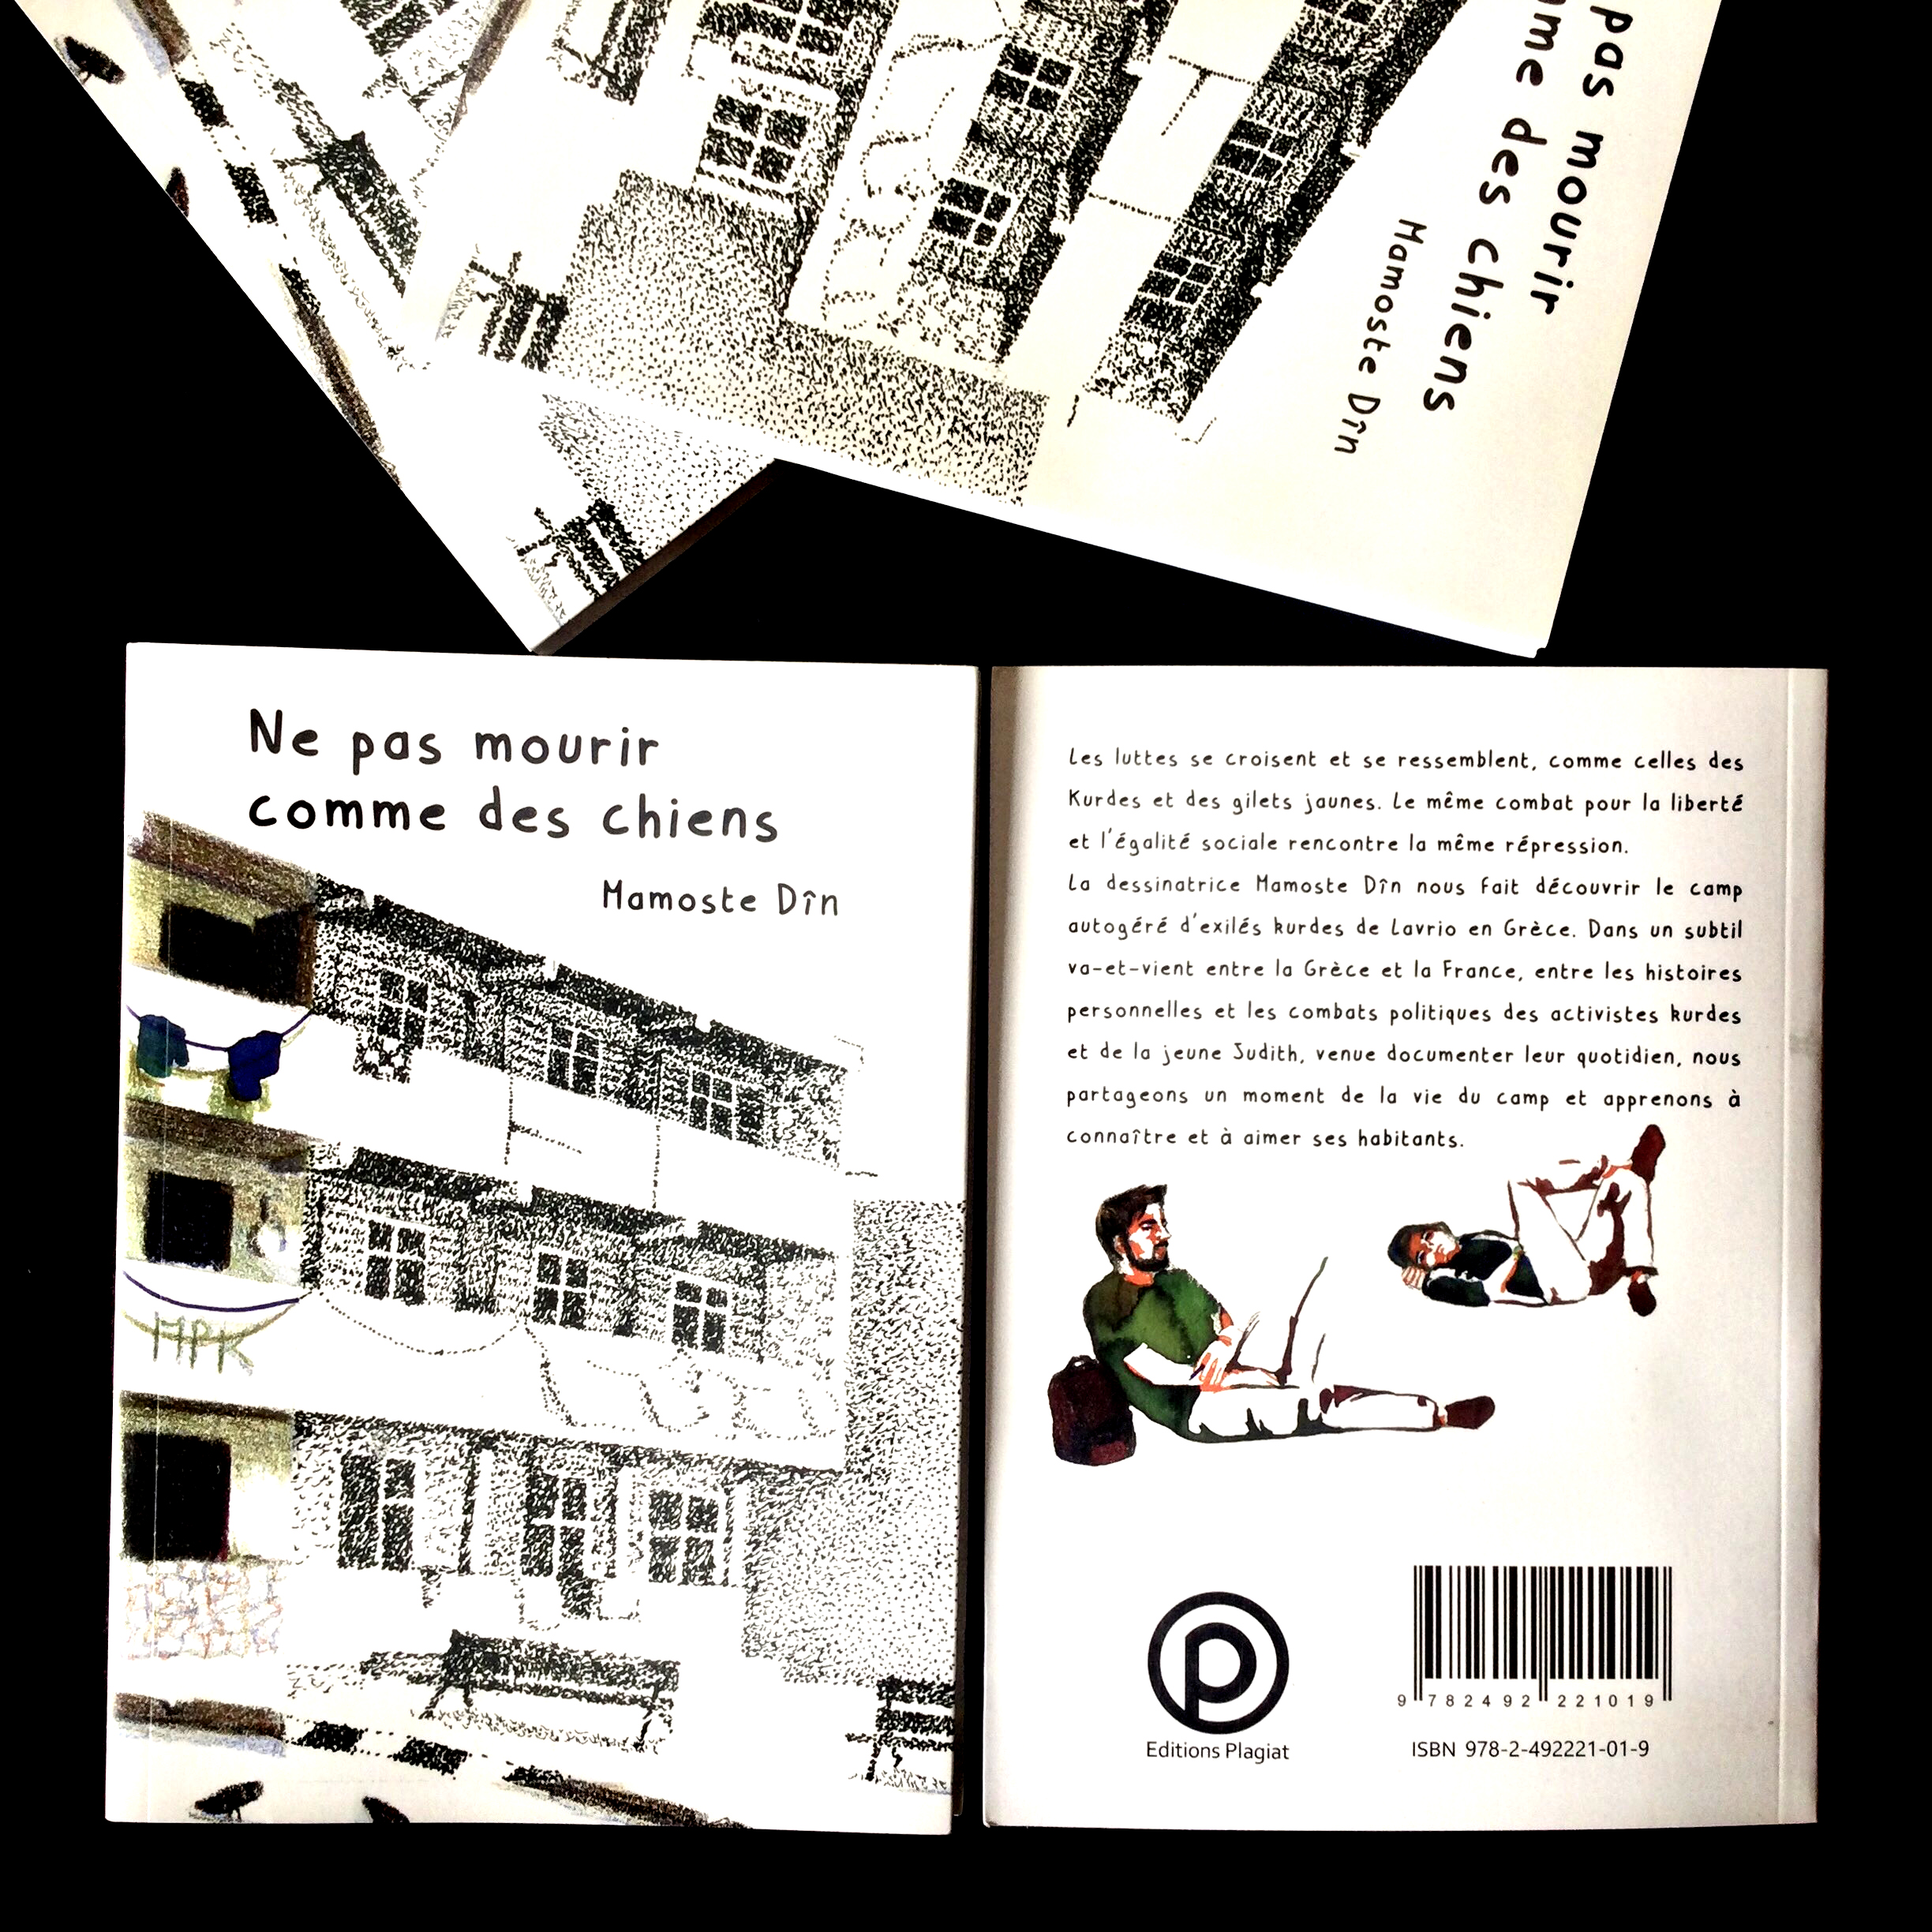 pas mourir
me des chiens
Mamoste Dîn
Ne pas mourir
comme des chiens
Mamoste Dîn
MPK
Les luttes se croisent et se ressemblent, comme celles des
Kurdes et des gilets jaunes. Le même combat pour la liberté
et l'égalité sociale rencontre la même répression.
La dessinatrice Mamoste Dîn nous fait découvrir le camp
autogéré d'exilés kurdes de Lavrio en Grèce. Dans un subtil
va-et-vient entre la Grèce et la France, entre les histoires
personnelles et les combats politiques des activistes kurdes
et de la jeune Judith, venue documenter leur quotidien, nous
partageons un moment de la vie du camp et apprenons à
connaître et à aimer ses habitants.
Editions Plagiat
9 782492 221019
ISBN 978-2-492221-01-9